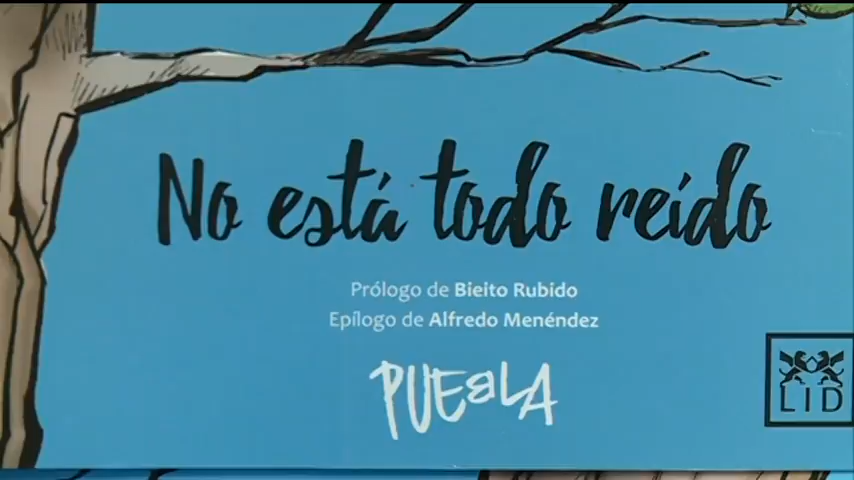 No está todo reído
Prólogo de Bieito Rubido
Epílogo de Alfredo Menéndez
PUEBLA
LID